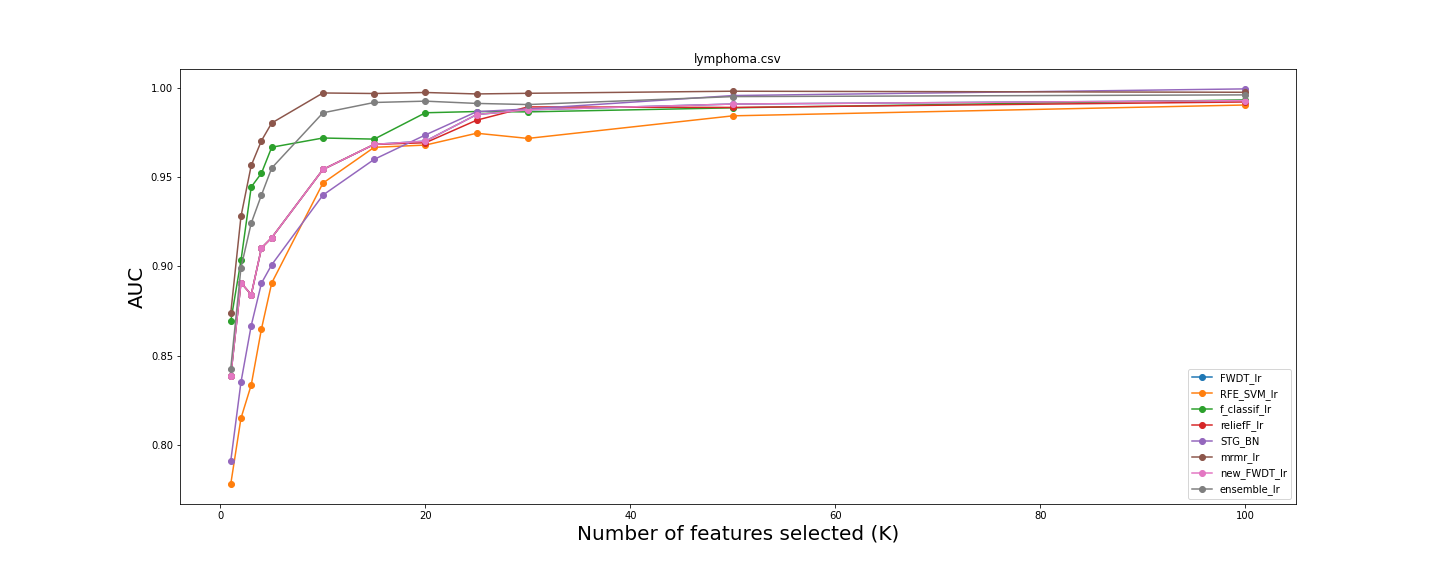 lymphoma.csv
1.00
0.95
0.90
0.85
0.80
AUC
0
20
40
60
80
100
Number of features selected (K)
FWDT_lr
RFE_SVM_lr
f_classif_lr
reliefF_lr
STG_BN
mrmr_lr
new_FWDT_lr
ensemble_lr